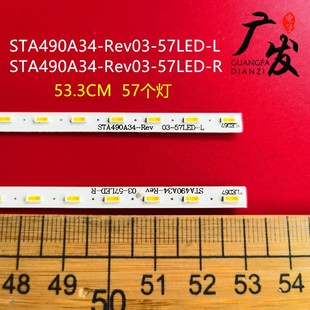 STA490A34-Rev03-57LED-L
STA490A34-Rev03-57LED-R
53.3CM 57个灯
广发
GUANGFA
DIANZI
STA490A34-Rev 03-57LED-L
STA490A34-Rev 03-57LED-R
48 49 50 51 52 53 54